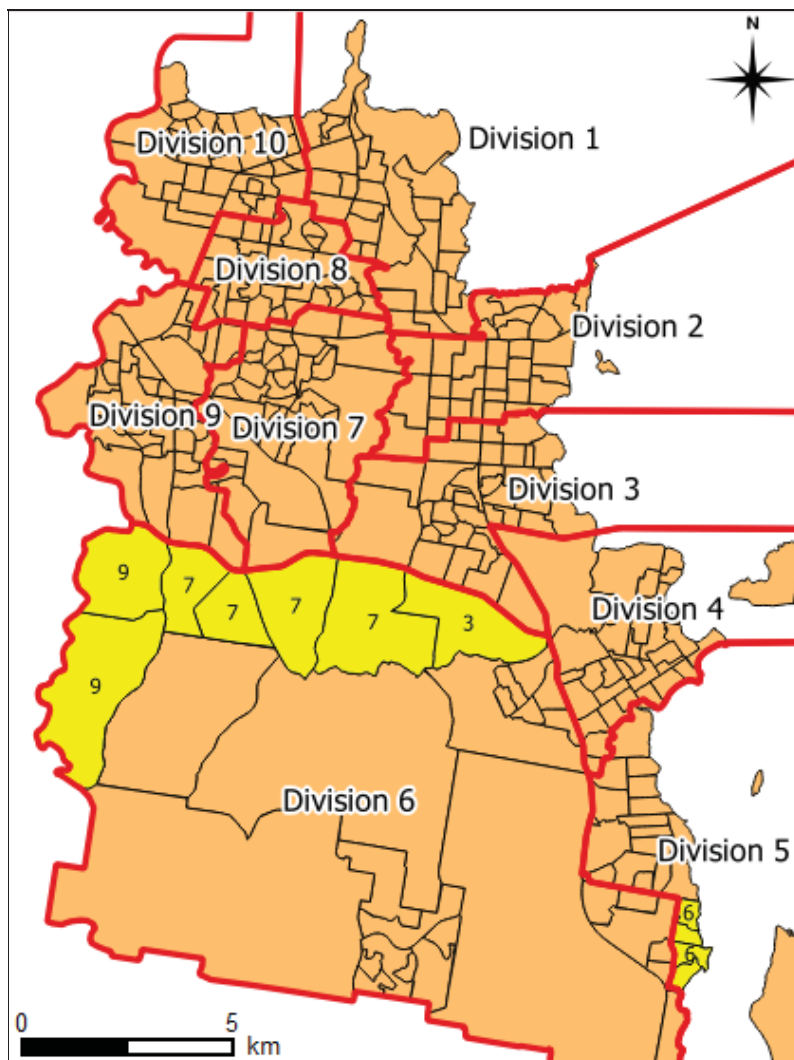 N
Division 1
Division 10
Division 8
Division 2
Division 9
Division 7
Division 3
9
7
7
7
7
3
Division 4
9
Division 6
Division 5
6
6
0
5
km